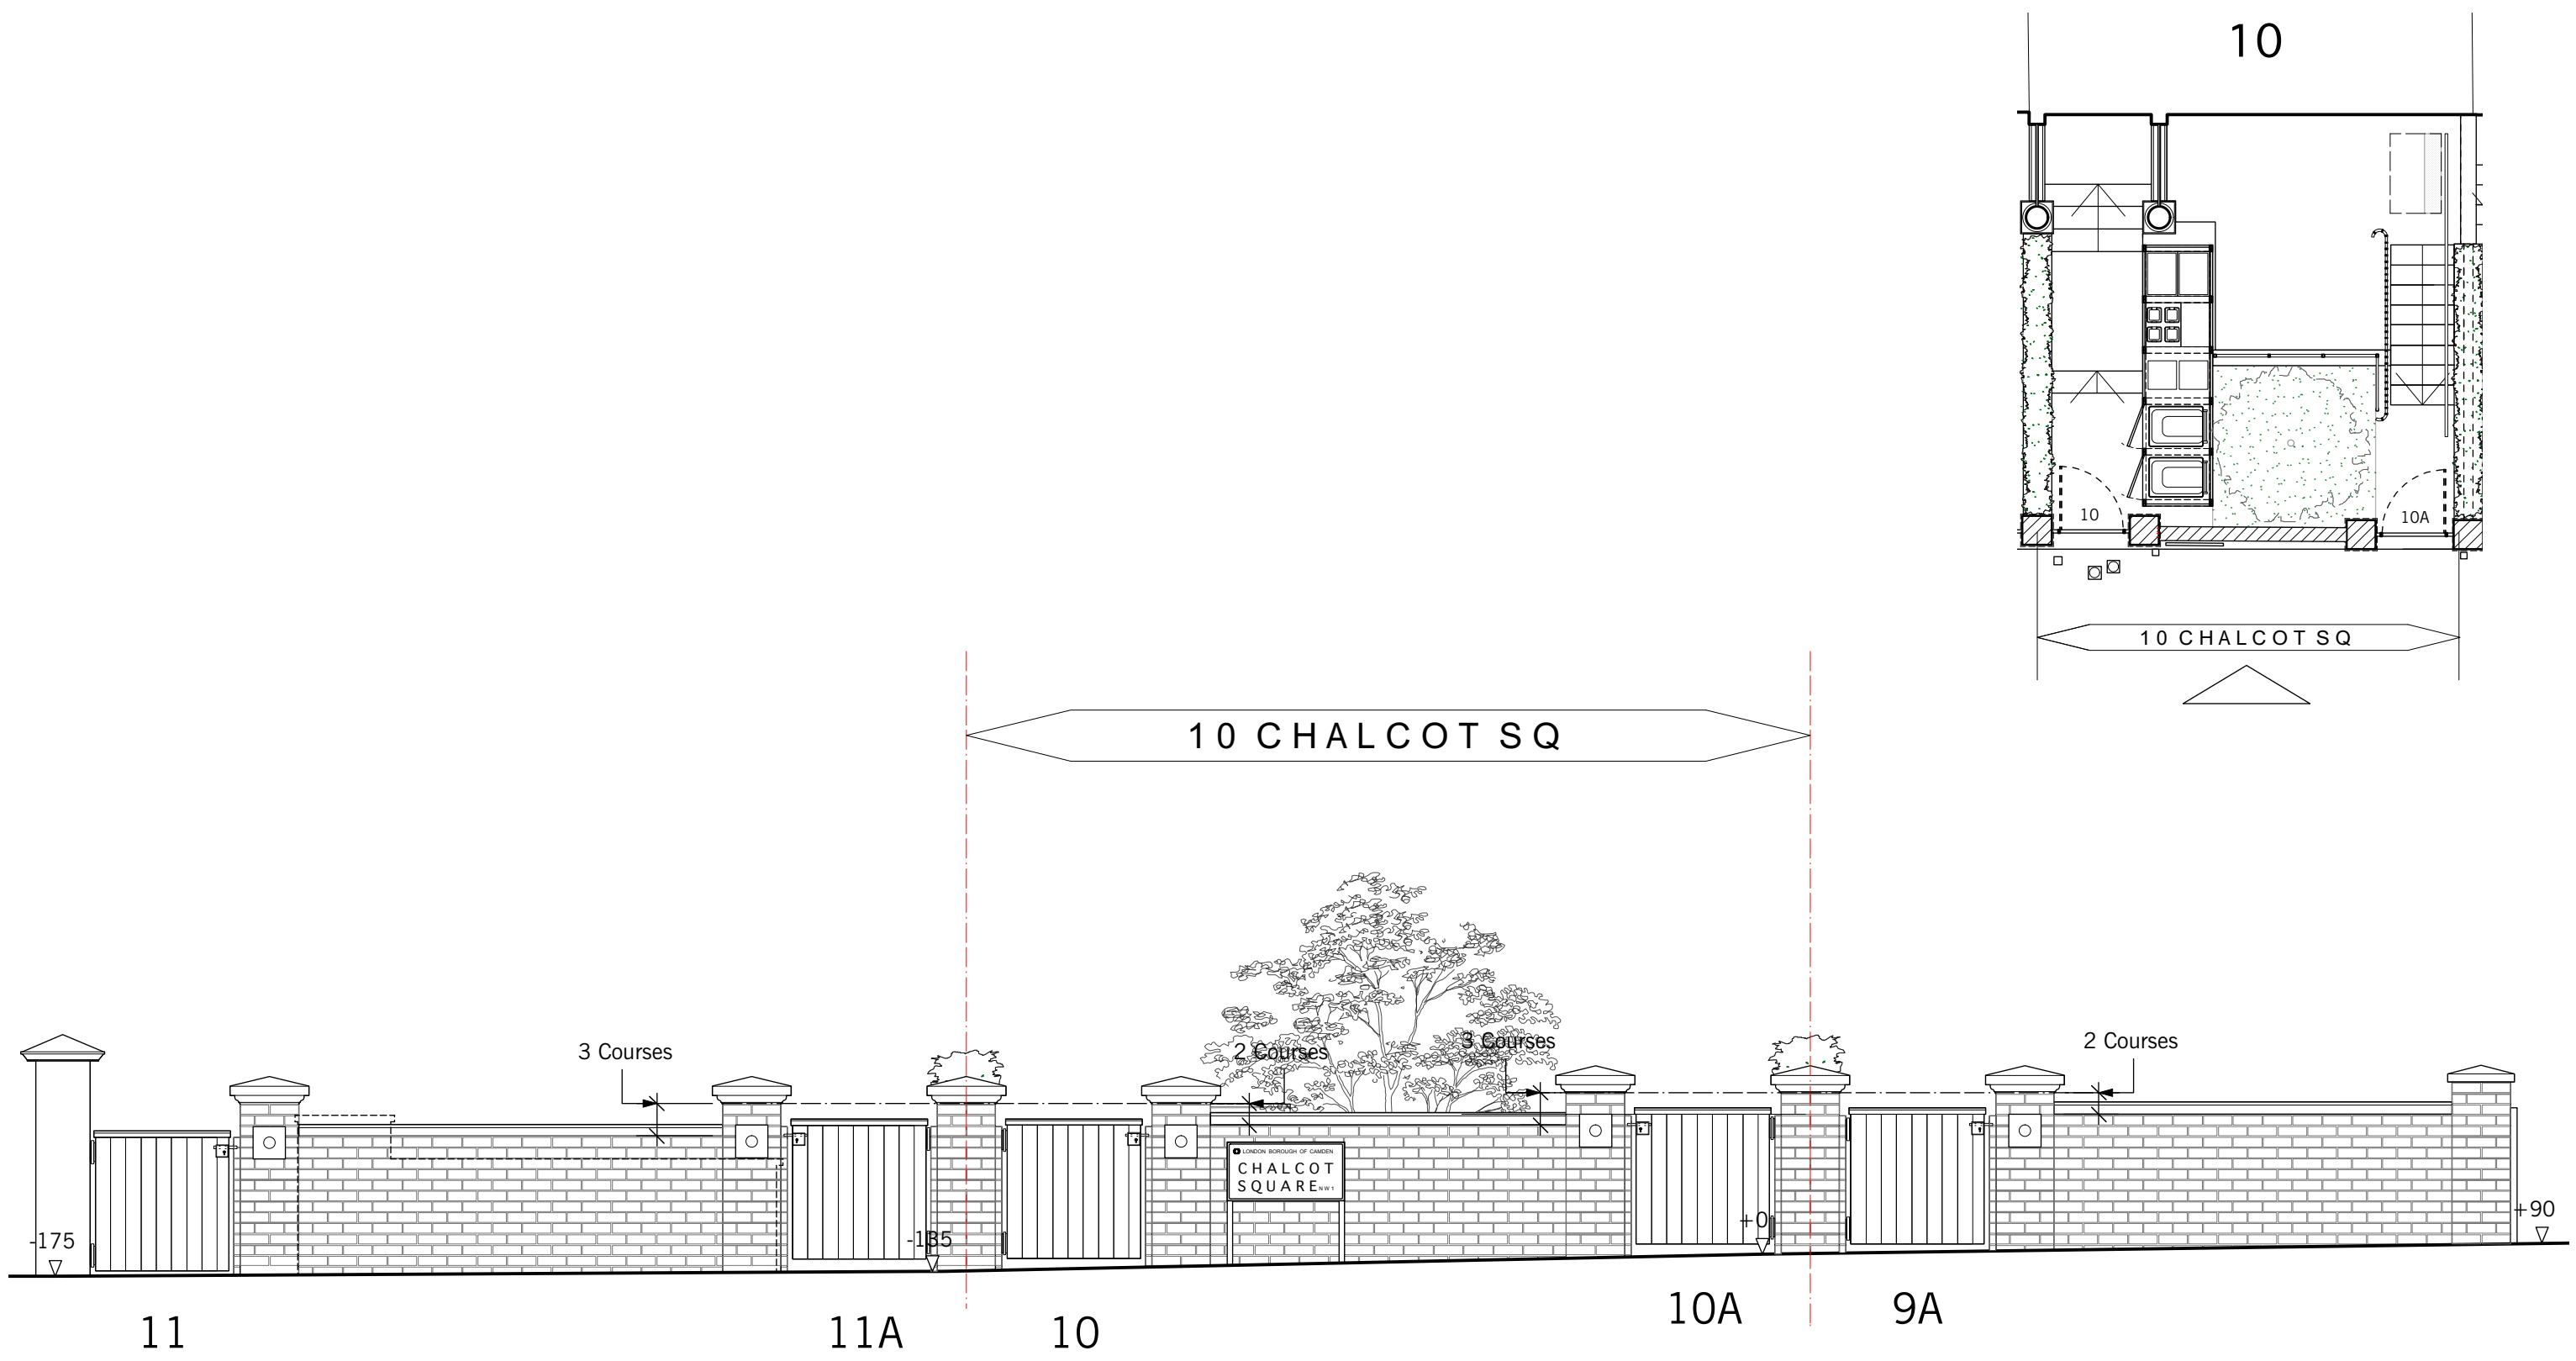 10
10
10A
10 CHALCOT SQ
10 CHALCOT SQ
3 Courses
2 Courses
3 Courses
2 Courses
LONDON BOROUGH OF CAMDEN
CHALCOT
SQUARE NW1
-175
-135
+0
+90
11
11A
10
10A
9A